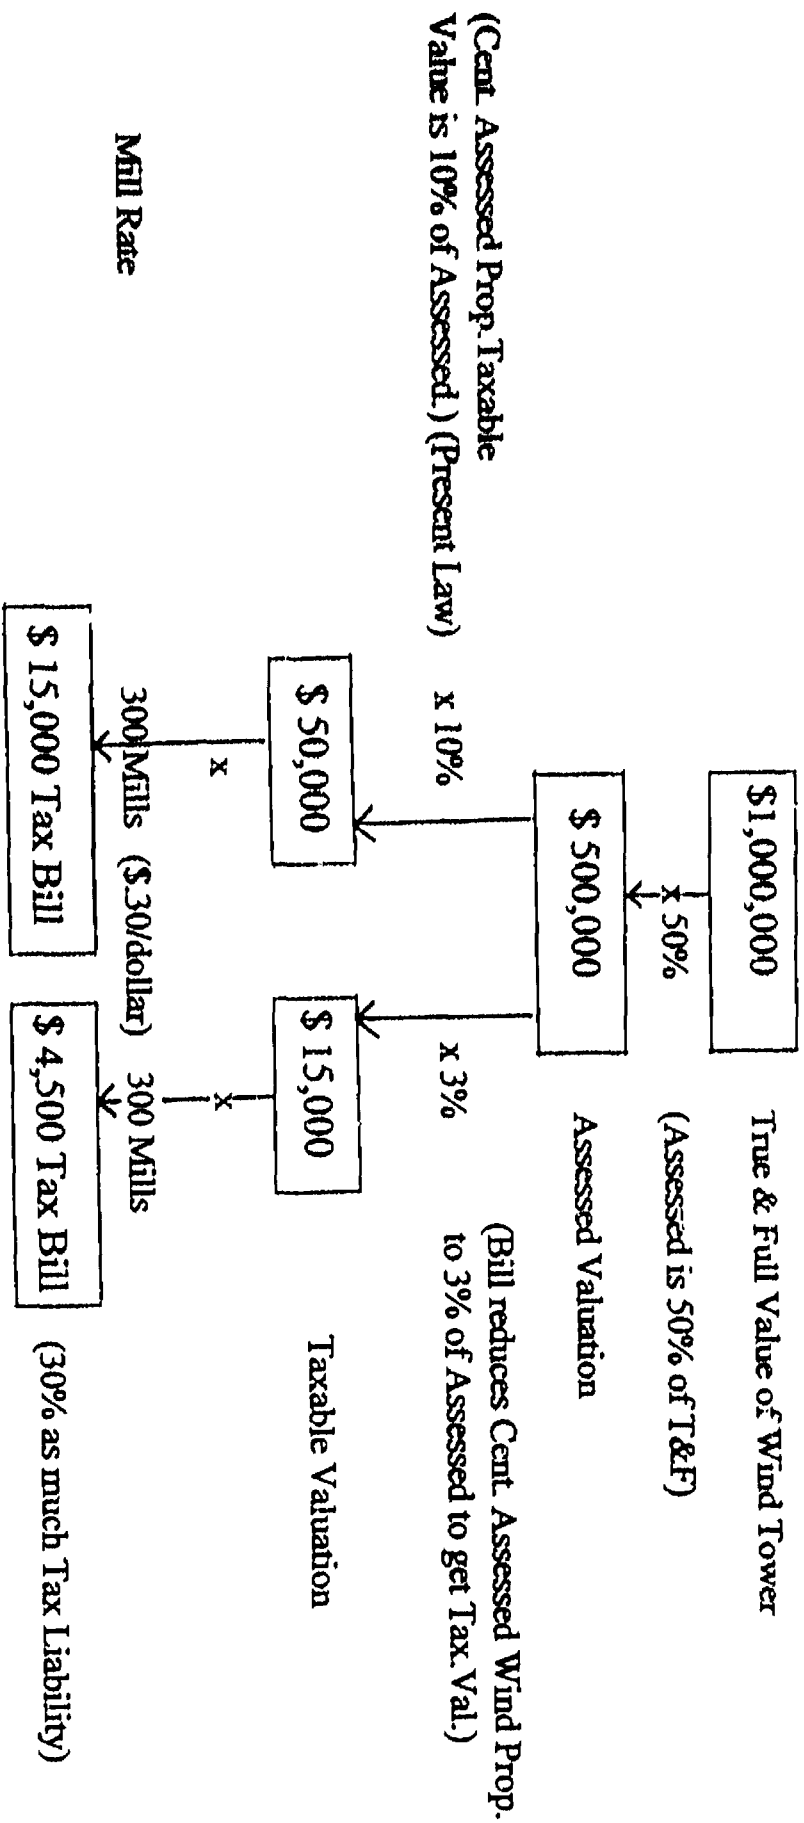 $1,000,000 True & Full Value of Wind Tower
x 50% (Assessed is 50% of T&F)
$ 500,000 Assessed Valuation
(Cent. Assessed Prop. Taxable
Value is 10% of Assessed.) (Present Law) x 10%
x 3%
(Bill reduces Cent. Assessed Wind Prop.
to 3% of Assessed to get Tax. Val.)
$ 50,000 $ 15,000 Taxable Valuation
x x
Mill Rate 300 Mills ($.30/dollar) 300 Mills
$ 15,000 Tax Bill $ 4,500 Tax Bill (30% as much Tax Liability)